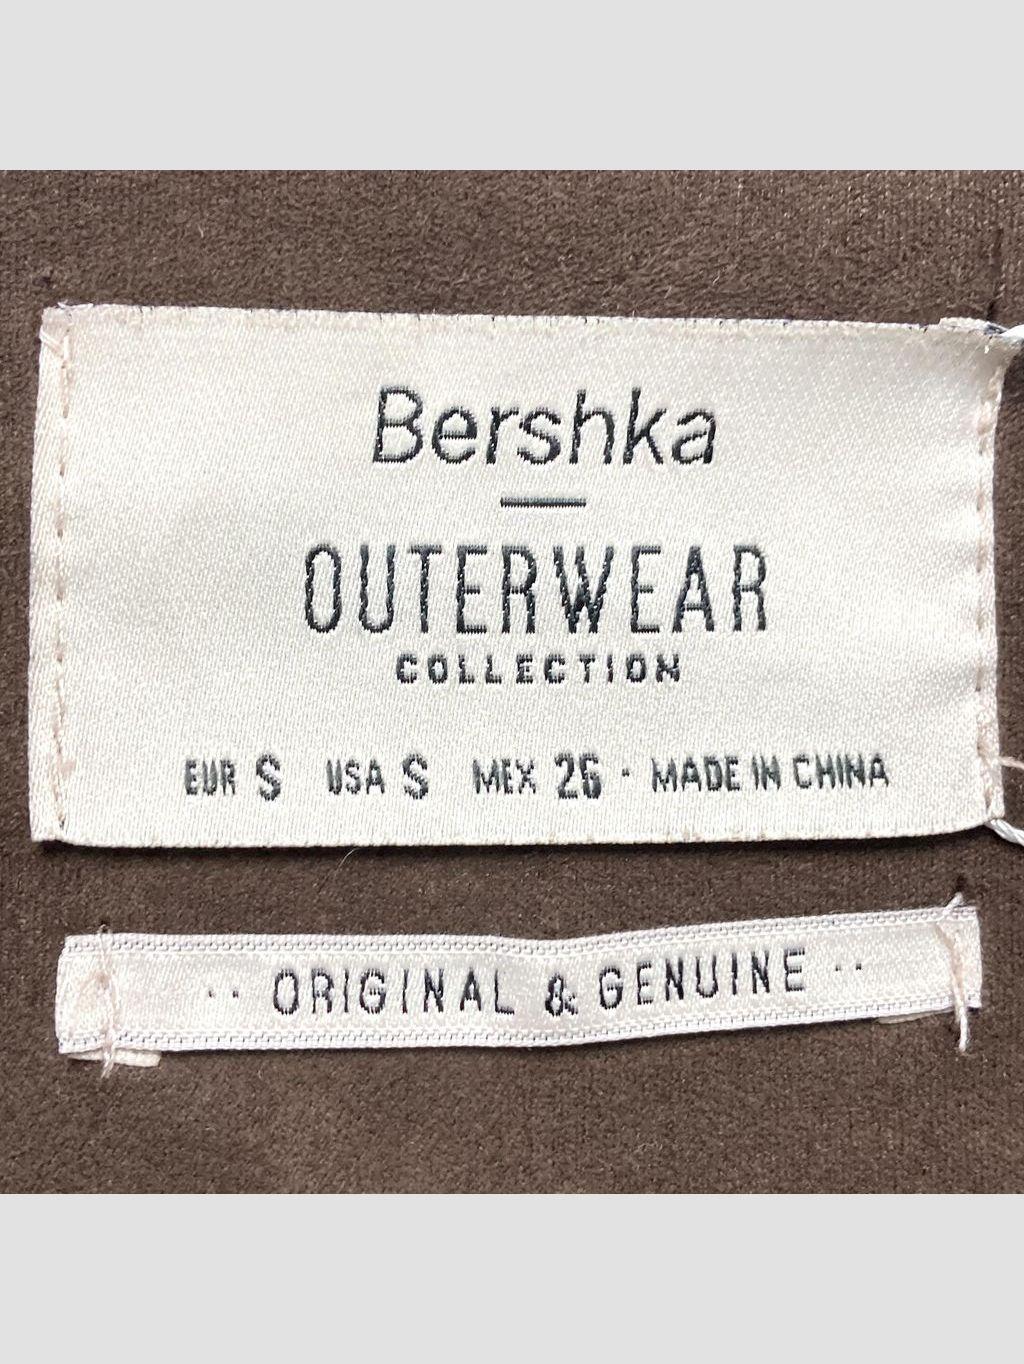 Bershka
OUTERWEAR
COLLECTION
EUR S USA S MEX 26 · MADE IN CHINA
·· ORIGINAL & GENUINE ··